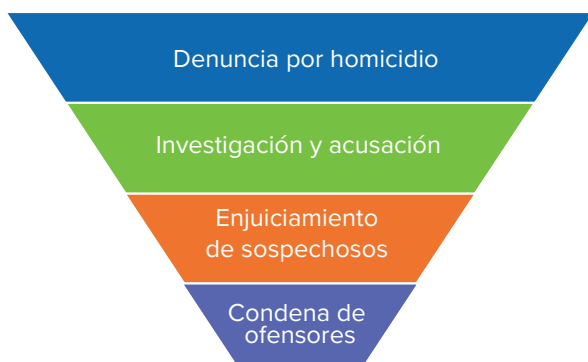 Denuncia por homicidio
Investigación y acusación
Enjuiciamiento
de sospechosos
Condena de
ofensores